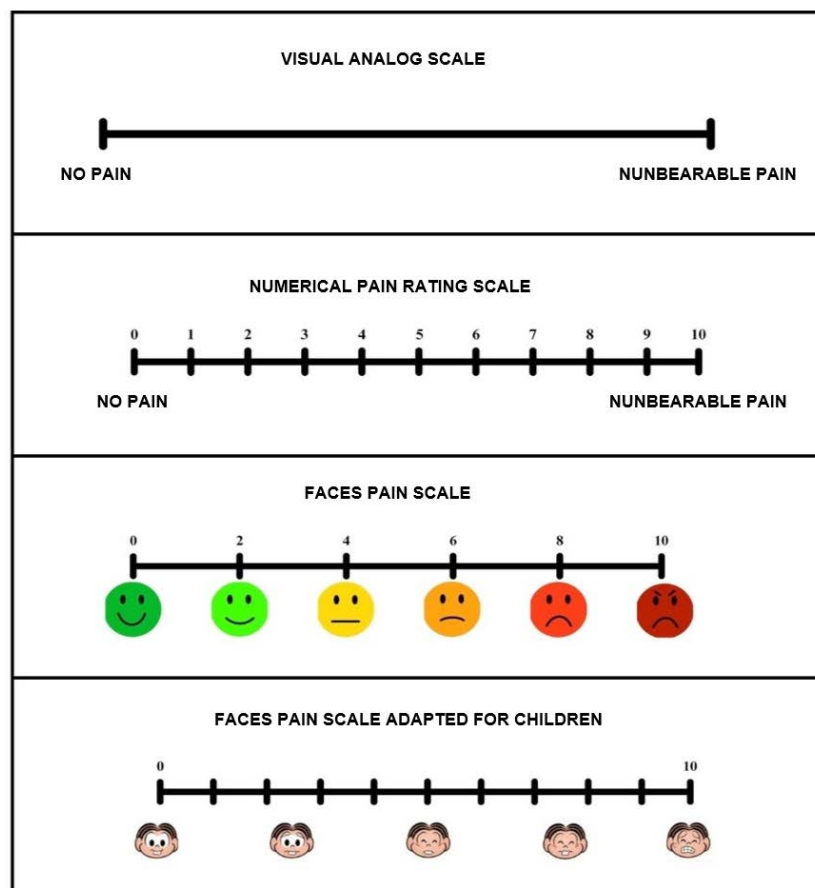 VISUAL ANALOG SCALE
NO PAIN NUNBEARABLE PAIN
NUMERICAL PAIN RATING SCALE
0 1 2 3 4 5 6 7 8 9 10
NO PAIN NUNBEARABLE PAIN
FACES PAIN SCALE
0 2 4 6 8 10
FACES PAIN SCALE ADAPTED FOR CHILDREN
0 10